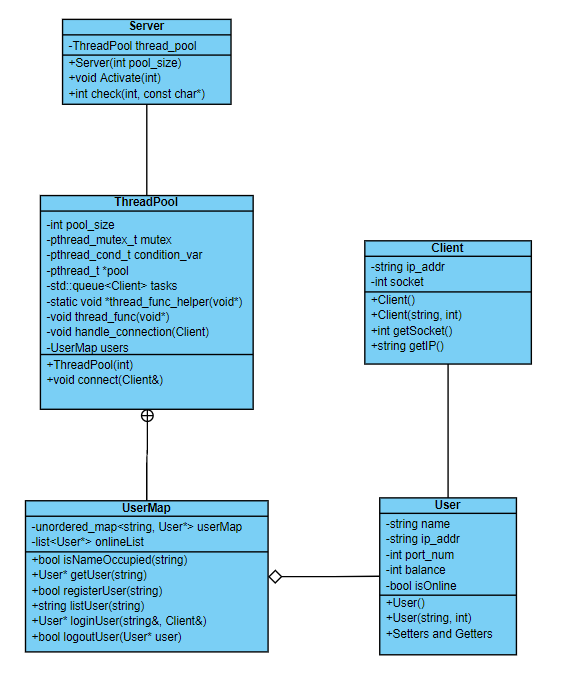 Server
-ThreadPool thread_pool
+Server(int pool_size)
+void Activate(int)
+int check(int, const char*)
ThreadPool
-int pool_size
-pthread_mutex_t mutex
-pthread_cond_t condition_var
-pthread_t *pool
-std::queue<Client> tasks
-static void *thread_func_helper(void*)
-void thread_func(void*)
-void handle_connection(Client)
-UserMap users
+ThreadPool(int)
+void connect(Client&)
Client
-string ip_addr
-int socket
+Client()
+Client(string, int)
+int getSocket()
+string getIP()
UserMap
-unordered_map<string, User*> userMap
-list<User*> onlineList
+bool isNameOccupied(string)
+User* getUser(string)
+bool registerUser(string)
+string listUser(string)
+User* loginUser(string&, Client&)
+bool logoutUser(User* user)
User
-string name
-string ip_addr
-int port_num
-int balance
-bool isOnline
+User()
+User(string, int)
+Setters and Getters